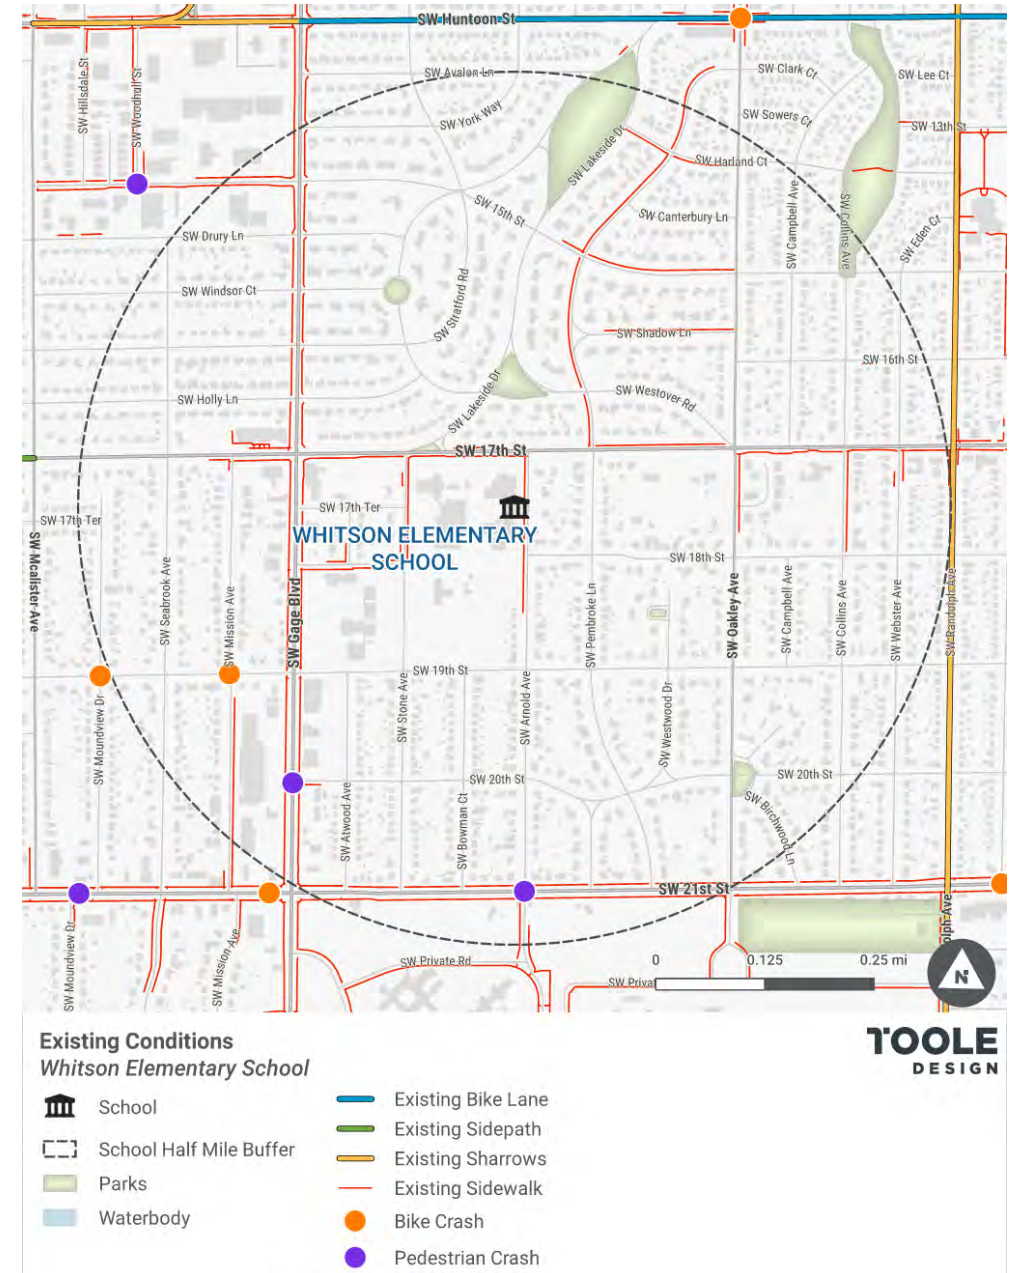 SW Huntoon St
SW Hillsdale St
SW Woodhull St
SW Avalon Ln
SW Clark Ct
SW Lee Ct
SW York Way
SW Sowers Ct
SW 13th St
SW Lakeside Dr
SW Harland Ct
SW 15th St
SW Canterbury Ln
SW Campbell Ave
SW Collins Ave
SW Eden Ct
SW Drury Ln
SW Windsor Ct
SW Stratford Rd
SW Shadow Ln
SW 16th St
SW Holly Ln
SW Lakeside Dr
SW Westover Rd
SW 17th St
SW 17th Ter
SW 17th Ter
WHITSON ELEMENTARY
SCHOOL
SW 18th St
SW Mcalister Ave
SW Seabrook Ave
SW Mission Ave
SW Gage Blvd
SW Pembroke Ln
SW Oakley Ave
SW Campbell Ave
SW Collins Ave
SW Webster Ave
SW Randolph Ave
SW 19th St
SW Moundview Dr
SW Stone Ave
SW Arnold Ave
SW Westwood Dr
SW 20th St
SW 20th St
SW Atwood Ave
SW Bowman Ct
SW Birchwood Ln
SW 21st St
SW Moundview Dr
SW Mission Ave
SW Private Rd
SW Priva
olph Ave
0 0.125 0.25 mi
N
Existing Conditions
Whitson Elementary School
School
School Half Mile Buffer
Parks
Waterbody
Existing Bike Lane
Existing Sidepath
Existing Sharrows
Existing Sidewalk
Bike Crash
Pedestrian Crash
TOOLE
DESIGN